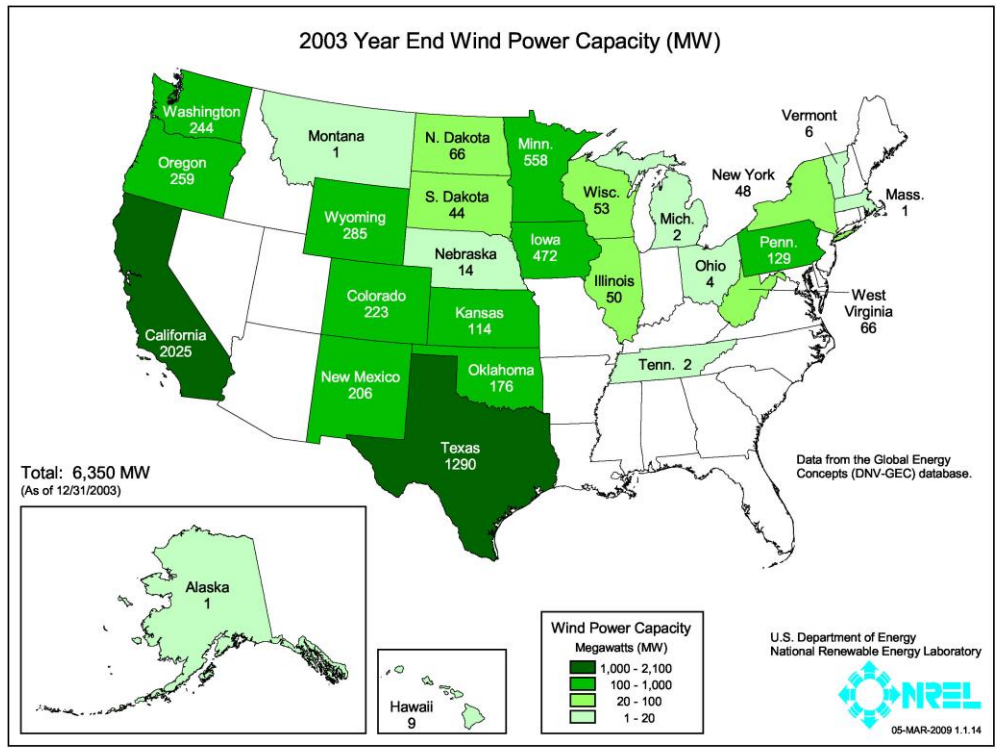 2003 Year End Wind Power Capacity (MW)
Washington
244
Oregon
259
California
2025
Montana
1
Wyoming
285
Colorado
223
New Mexico
206
N. Dakota
66
S. Dakota
44
Nebraska
14
Kansas
114
Oklahoma
176
Texas
1290
Minn.
558
Iowa
472
Wisc.
53
Illinois
50
Mich.
2
Ohio
4
Tenn. 2
Vermont
6
New York
48
Mass.
1
Penn.
129
West
Virginia
66
Data from the Global Energy
Concepts (DNV-GEC) database.
Total: 6,350 MW
(As of 12/31/2003)
Alaska
1
Hawaii
9
Wind Power Capacity
Megawatts (MW)
1,000 - 2,100
100 - 1,000
20 - 100
1 - 20
U.S. Department of Energy
National Renewable Energy Laboratory
NREL
05-MAR-2009 1.1.14